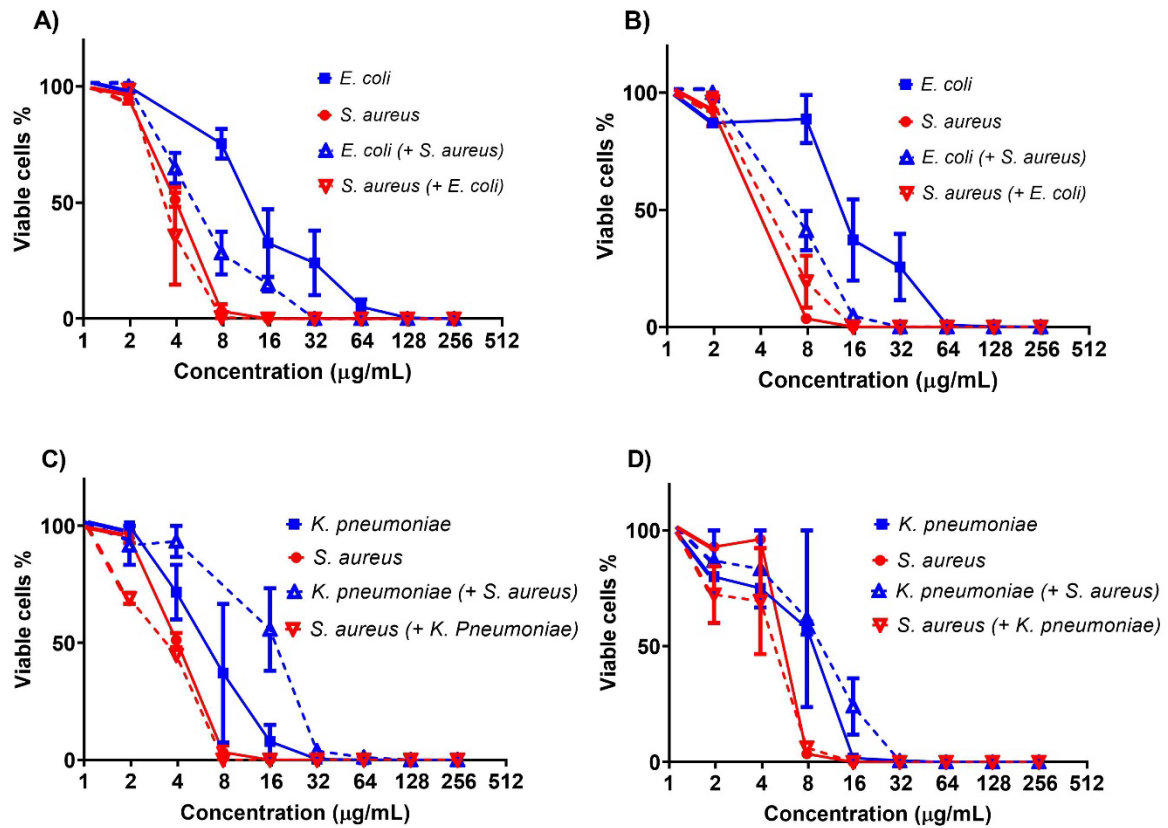 A)
Viable cells %
100
50
0
E. coli
S. aureus
E. coli (+ S. aureus)
S. aureus (+ E. coli)
1 2 4 8 16 32 64 128 256 512
Concentration (μg/mL)
B)
Viable cells %
100
50
0
E. coli
S. aureus
E. coli (+ S. aureus)
S. aureus (+ E. coli)
1 2 4 8 16 32 64 128 256 512
Concentration (μg/mL)
C)
Viable cells %
100
50
0
K. pneumoniae
S. aureus
K. pneumoniae (+ S. aureus)
S. aureus (+ K. Pneumoniae)
1 2 4 8 16 32 64 128 256 512
Concentration (μg/mL)
D)
Viable cells %
100
50
0
K. pneumoniae
S. aureus
K. pneumoniae (+ S. aureus)
S. aureus (+ K. pneumoniae)
1 2 4 8 16 32 64 128 256 512
Concentration (μg/mL)